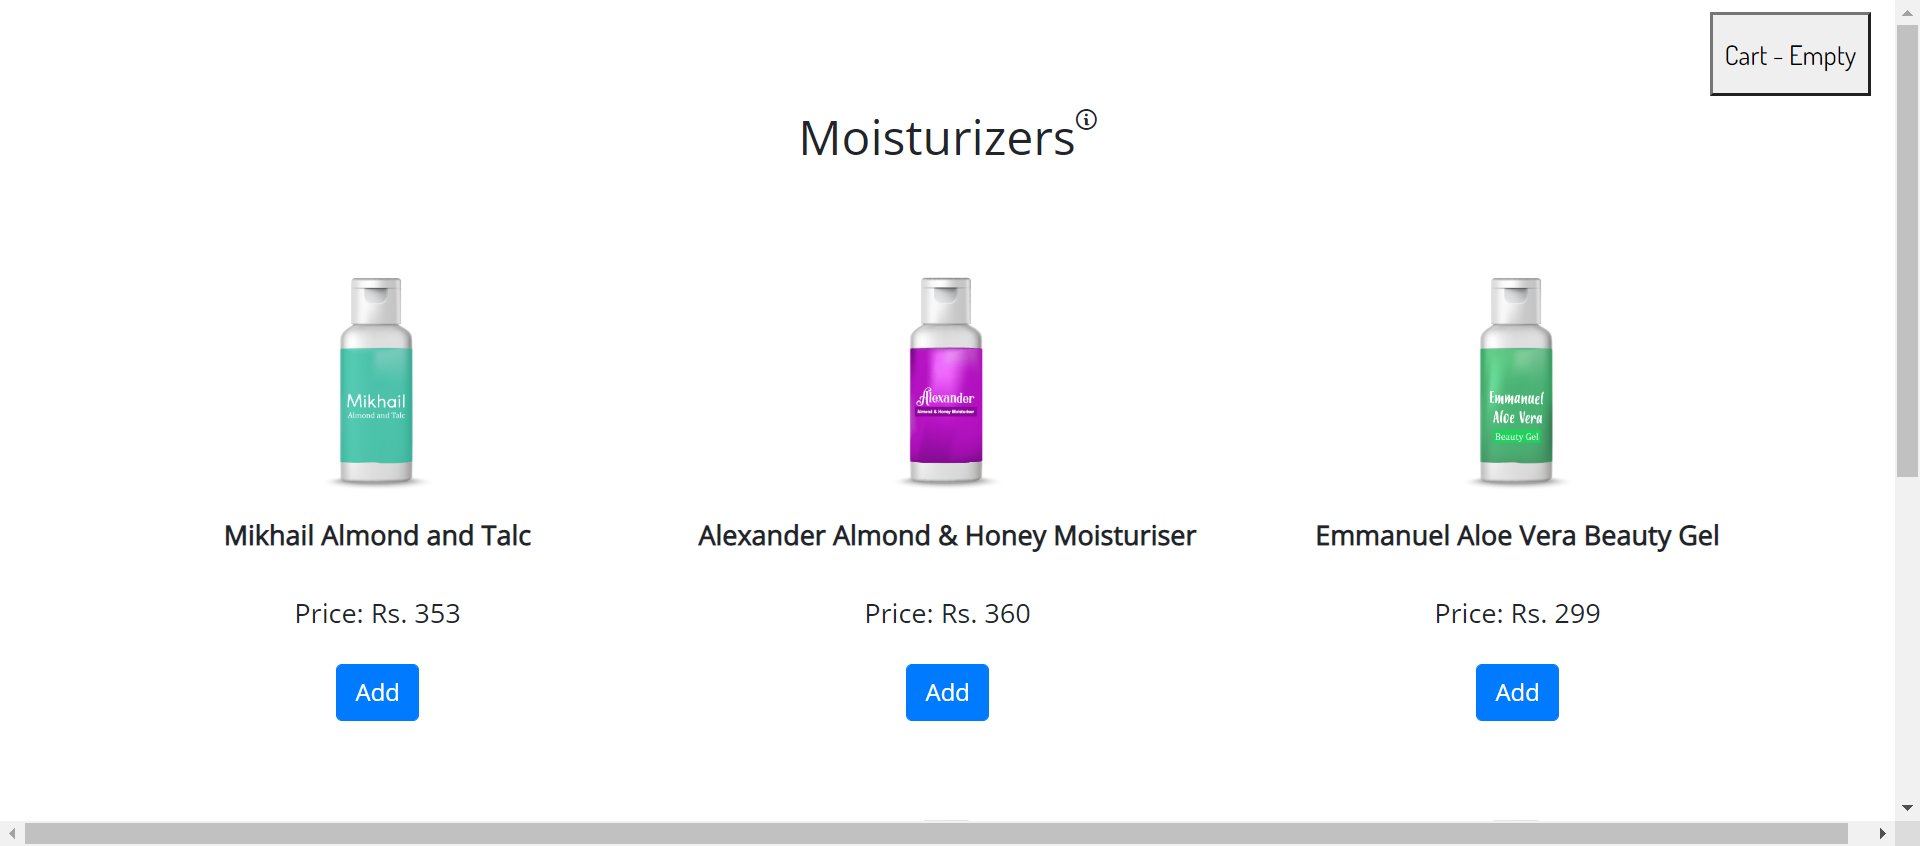 Cart - Empty
Moisturizers
Mikhail
Almond and Talc
Alexander
Almond & Honey Moisturiser
Emmanuel
Aloe Vera
Beauty Gel
Mikhail Almond and Talc
Alexander Almond & Honey Moisturiser
Emmanuel Aloe Vera Beauty Gel
Price: Rs. 353
Price: Rs. 360
Price: Rs. 299
Add
Add
Add